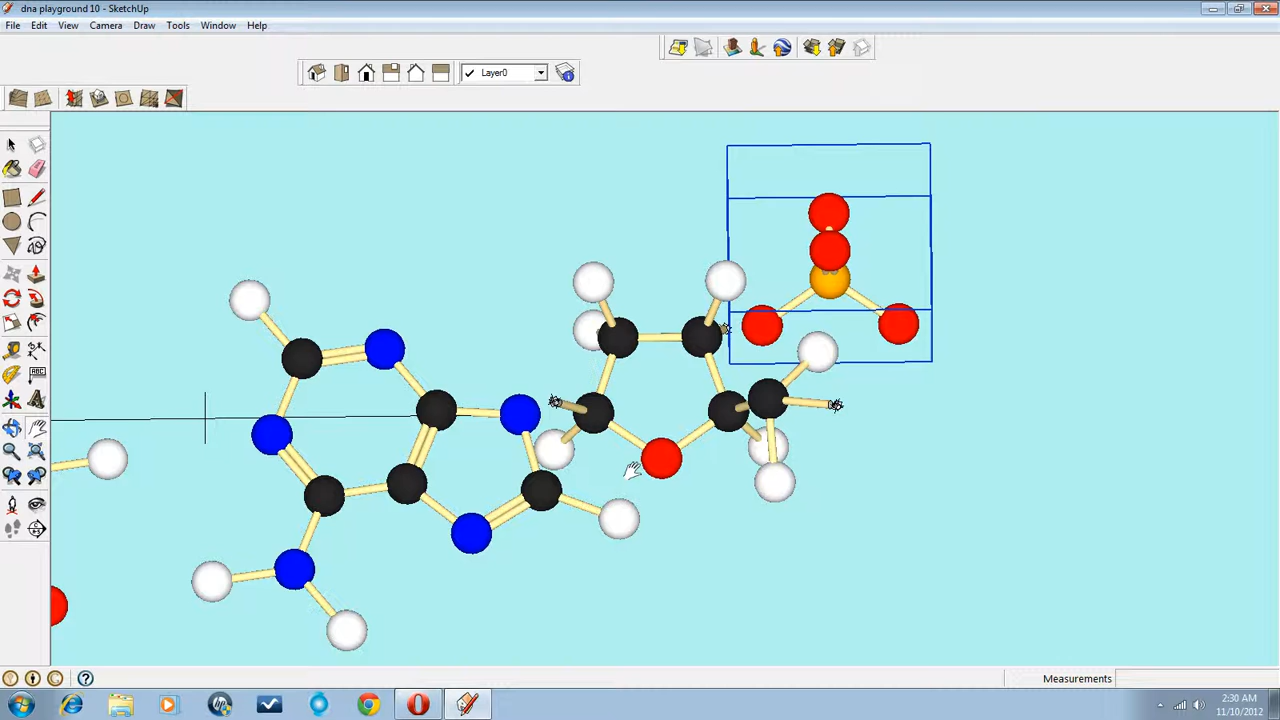 dna playground 10 - SketchUp
File Edit View Camera Draw Tools Window Help
Layer0
ABC
Measurements
2:30 AM
11/10/2012